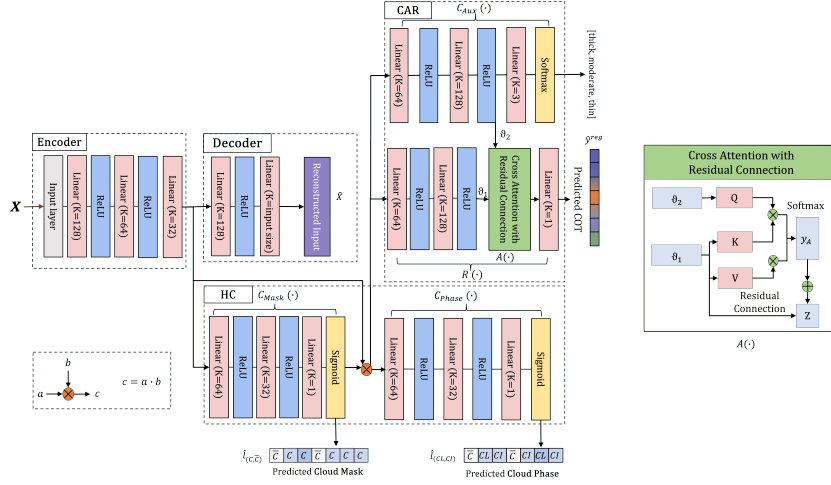 CAR
C_Aux (·)
Linear (K=64)
ReLU
Linear (K=128)
ReLU
Linear (K=3)
Softmax
[thick, moderate, thin]
ϑ2
Encoder
X
Input layer
Linear (K=128)
ReLU
Linear (K=64)
ReLU
Linear (K=32)
Decoder
Linear (K=128)
ReLU
Linear (K=input size)
Reconstructed Input
x̂
Linear (K=64)
ReLU
Linear (K=128)
ReLU
ϑ1
Cross Attention with
Residual Connection
Linear (K=1)
A(·)
R (·)
Predicted COT
ŷ^reg
HC
C_Mask (·)
Linear (K=64)
ReLU
Linear (K=32)
ReLU
Linear (K=1)
Sigmoid
C_Phase (·)
Linear (K=64)
ReLU
Linear (K=32)
ReLU
Linear (K=1)
Sigmoid
b
a
c
c = a · b
l̂(C,C̅) C̅ C C C̅ C C C
Predicted Cloud Mask
l̂(CL,CI) C̅ CL CI C̅ CI CL CI
Predicted Cloud Phase
Cross Attention with
Residual Connection
ϑ2
Q
Softmax
ϑ1
K
V
yA
Residual
Connection
Z
A(·)